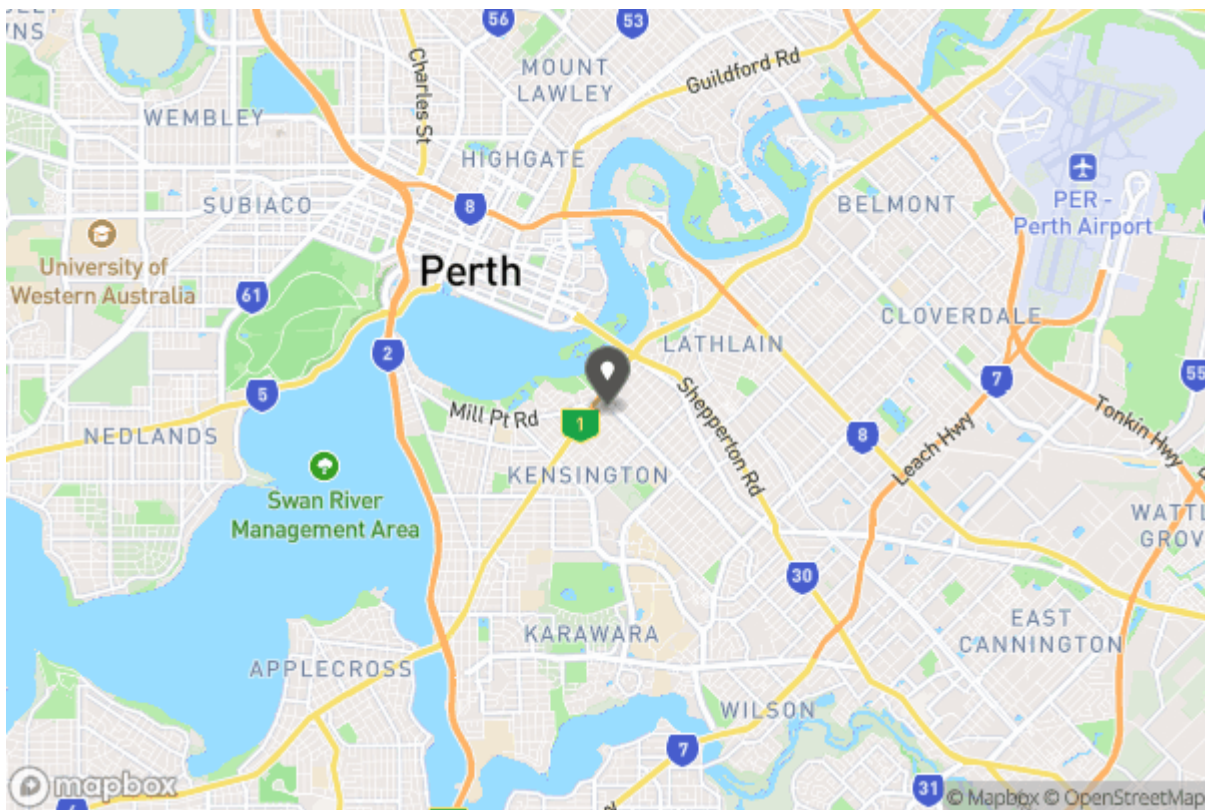 56
53
MOUNT
LAWLEY
Guildford Rd
Charles St
WEMBLEY
HIGHGATE
SUBIACO
8
BELMONT
PER -
Perth Airport
University of
Western Australia
Perth
61
CLOVERDALE
LATHLAIN
2
7
55
5
Mill Pt Rd
1
Shepperton Rd
Tonkin Hwy
NEDLANDS
8
Leach Hwy
KENSINGTON
Swan River
Management Area
30
EAST
CANNINGTON
KARAWARA
APPLECROSS
WILSON
7
31
mapbox
© Mapbox © OpenStreetMap